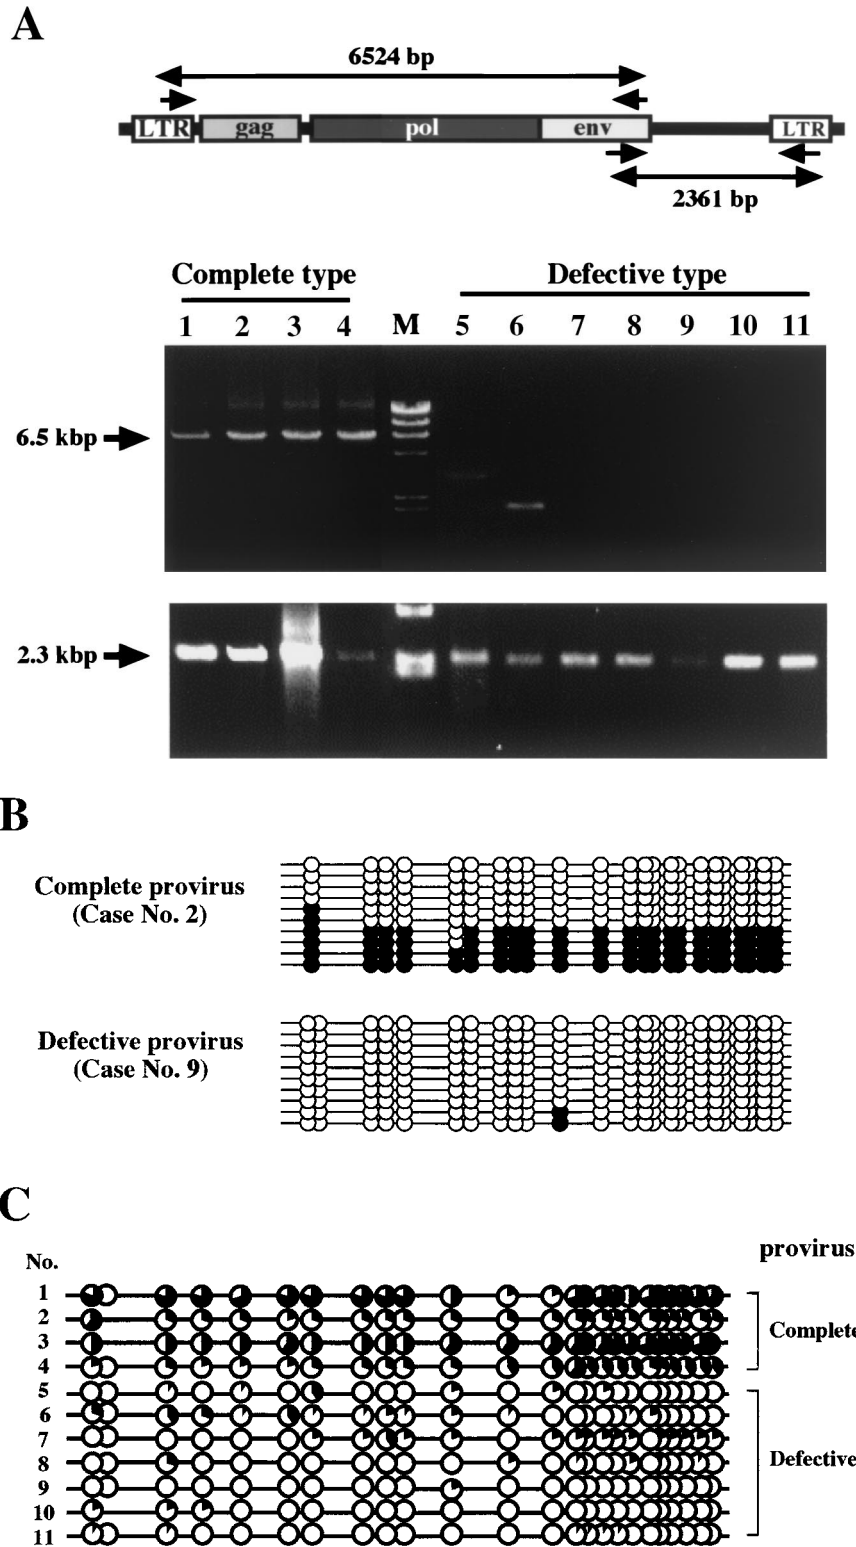 A
6524 bp
LTR gag pol env LTR
2361 bp
Complete type Defective type
1 2 3 4 M 5 6 7 8 9 10 11
6.5 kbp
2.3 kbp
B
Complete provirus
(Case No. 2)
Defective provirus
(Case No. 9)
C
No. provirus
1
2
Complete
3
4
5
6
7
8
Defective
9
10
11